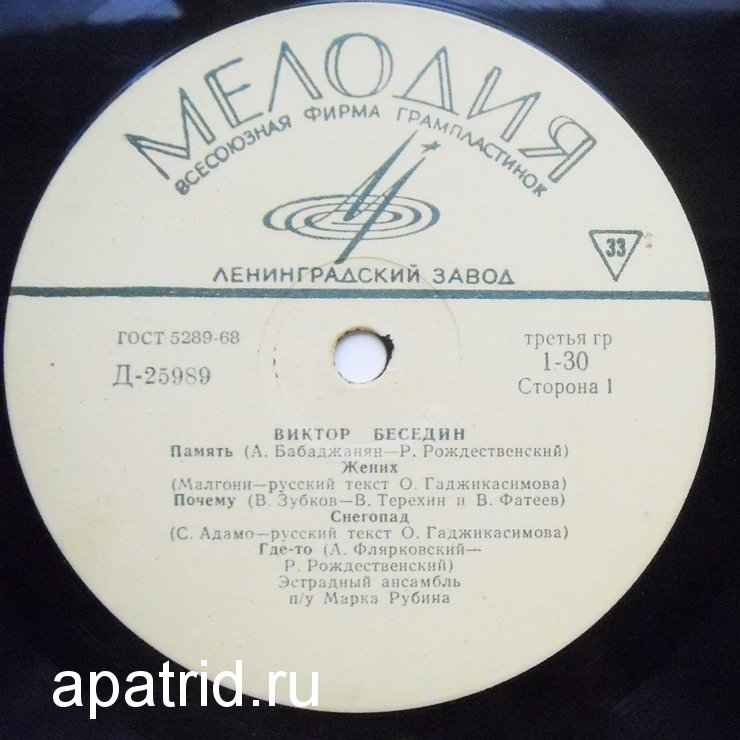 МЕЛОДИЯ
ВСЕСОЮЗНАЯ ФИРМА ГРАМПЛАСТИНОК
33
ЛЕНИНГРАДСКИЙ ЗАВОД
ГОСТ 5289-68
Д-25989
третья гр
1-30
Сторона 1
ВИКТОР БЕСЕДИН
Память (А. Бабаджанян—Р. Рождественский)
Жених
(Малгони—русский текст О. Гаджикасимова)
Почему (В. Зубков—В. Терехин и В. Фатеев)
Снегопад
(С. Адамо—русский текст О. Гаджикасимова)
Где-то (А. Флярковский—
Р. Рождественский)
Эстрадный ансамбль
п/у Марка Рубина
apatrid.ru